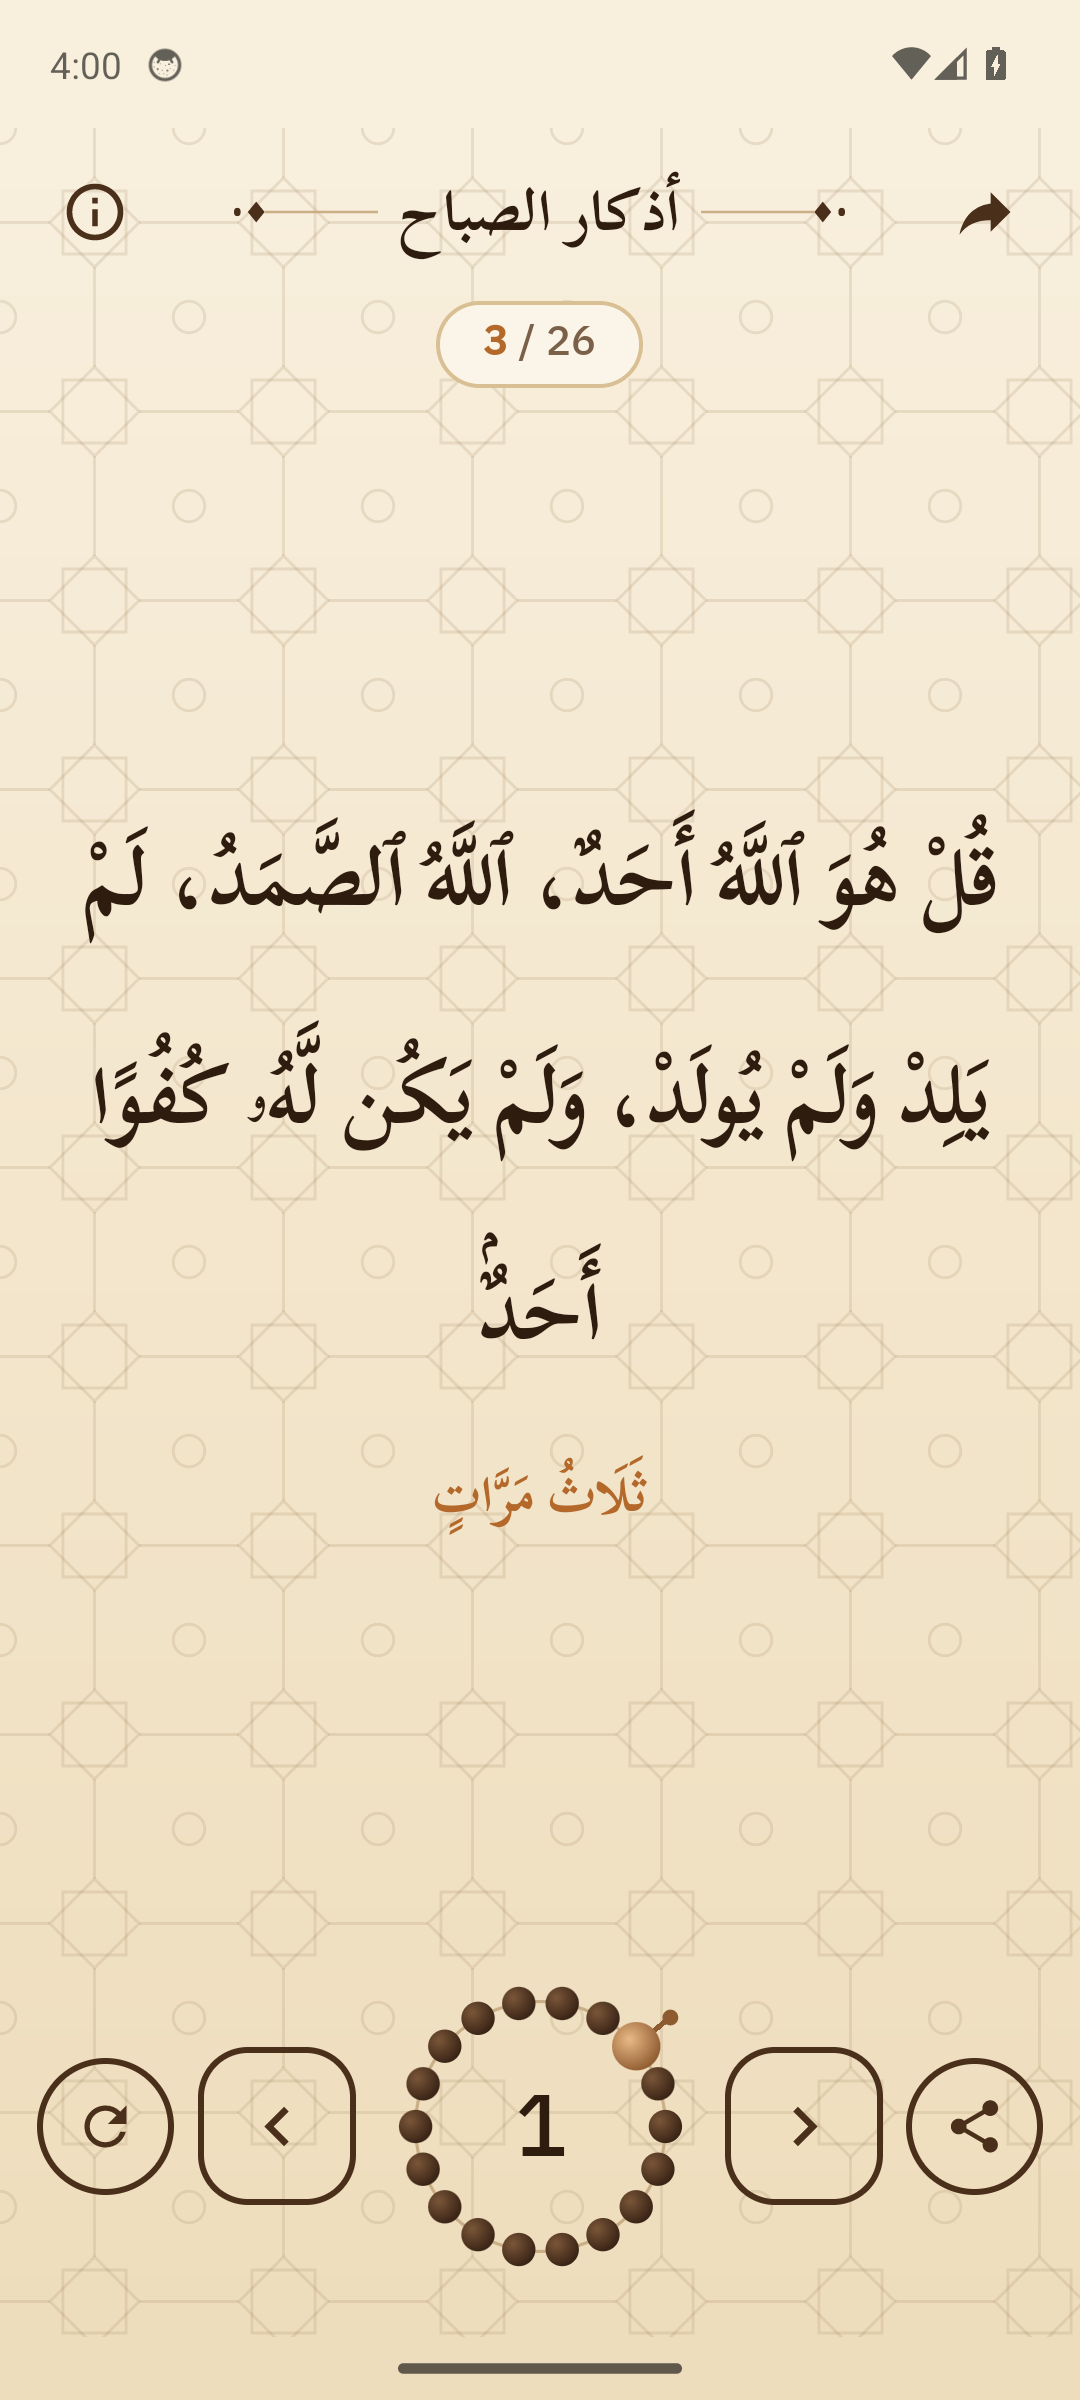 4:00
أذكار الصباح
3 / 26
قُلْ هُوَ ٱللَّهُ أَحَدٌ، ٱللَّهُ ٱلصَّمَدُ، لَمْ
يَلِدْ وَلَمْ يُولَدْ، وَلَمْ يَكُن لَّهُۥ كُفُوًا
أَحَدٌۢ
ثَلَاثُ مَرَّاتٍ
1